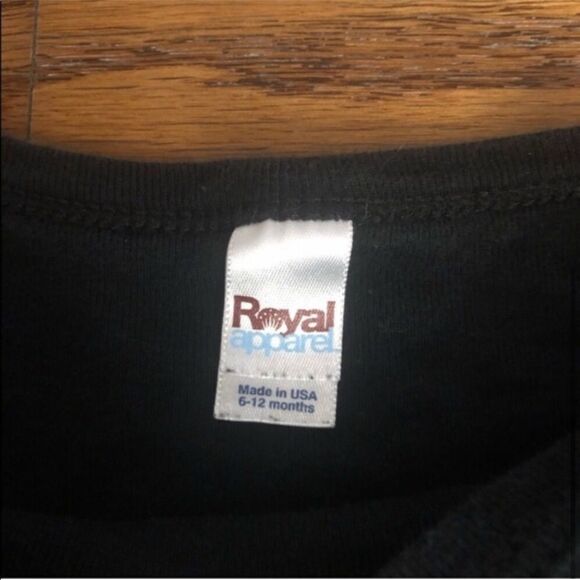 Royal
apparel
Made in USA
6-12 months